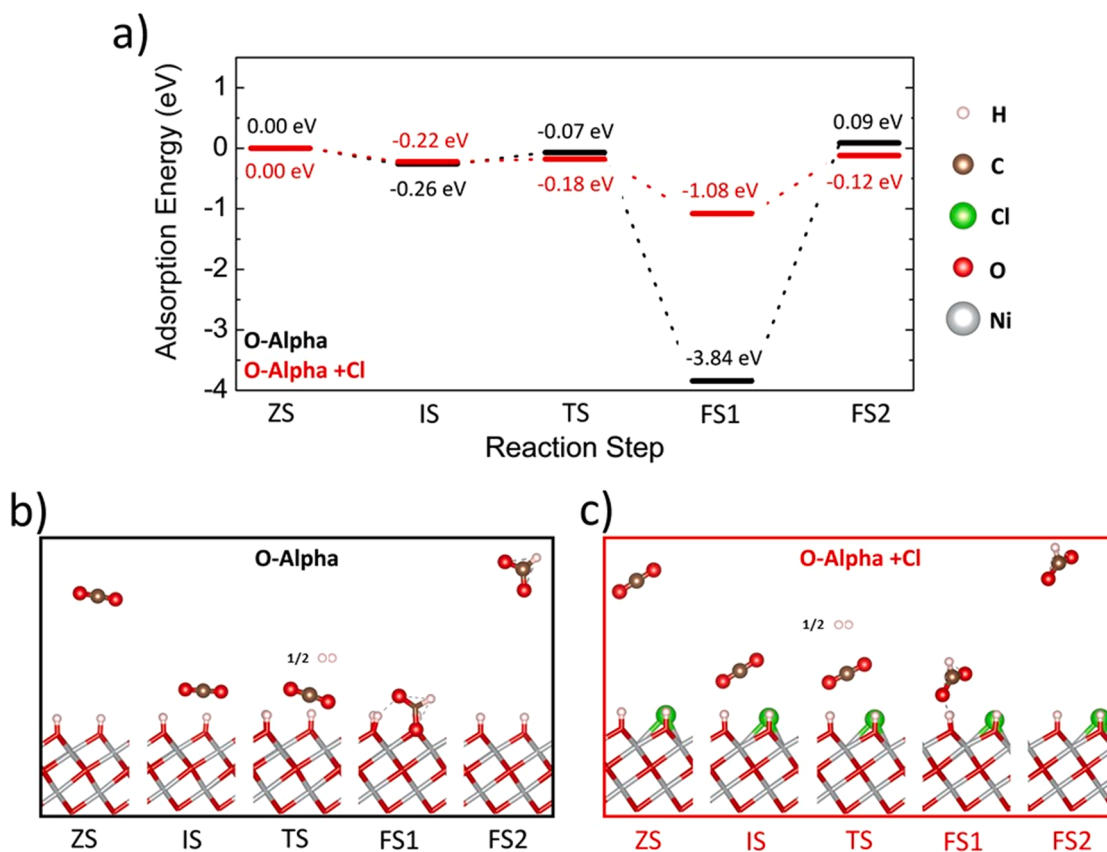 a)
Adsorption Energy (eV)
1
0
-1
-2
-3
-4
0.00 eV
0.00 eV
-0.22 eV
-0.26 eV
-0.07 eV
-0.18 eV
-1.08 eV
-3.84 eV
0.09 eV
-0.12 eV
O-Alpha
O-Alpha +Cl
ZS IS TS FS1 FS2
Reaction Step
H
C
Cl
O
Ni
b)
O-Alpha
1/2
ZS IS TS FS1 FS2
c)
O-Alpha +Cl
1/2
ZS IS TS FS1 FS2